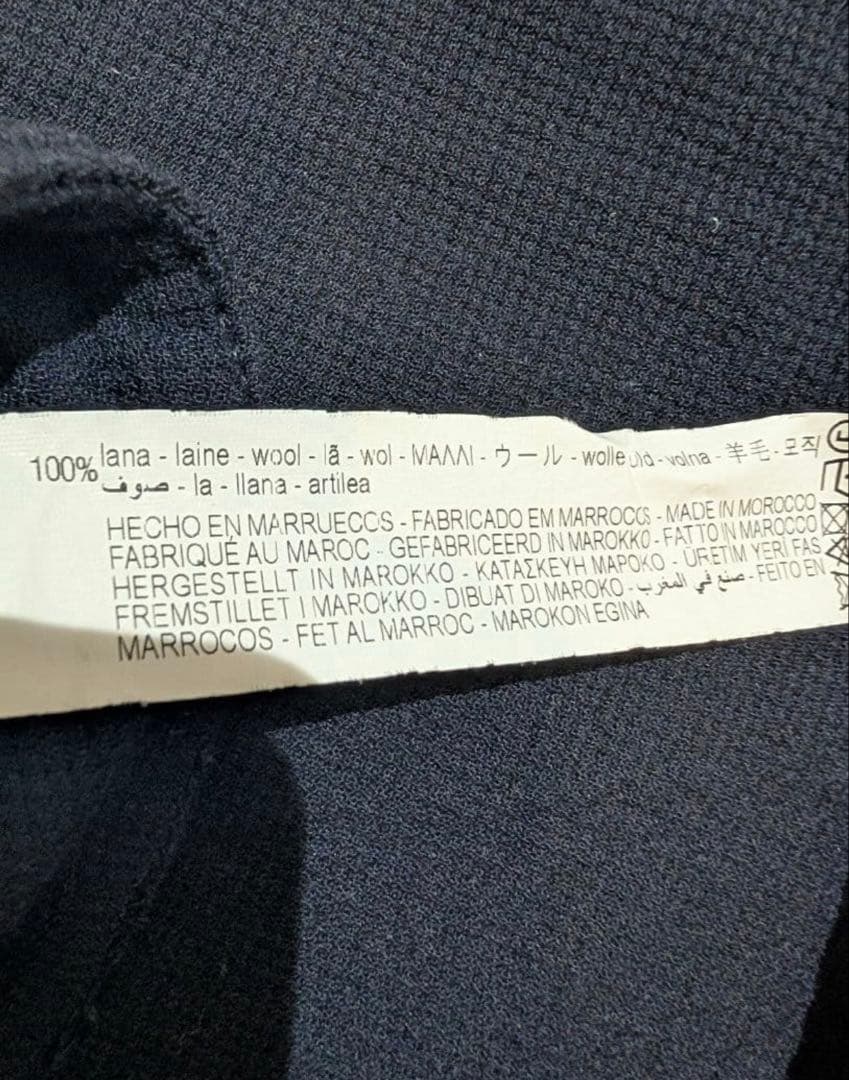 100% lana - laine - wool - lã - wol - ΜΑΛΛΙ - ウール - wolle uld - volna - 羊毛 - 모직
صوف - la - llana - artilea
HECHO EN MARRUECOS - FABRICADO EM MARROCOS - MADE IN MOROCCO
FABRIQUÉ AU MAROC - GEFABRICEERD IN MAROKKO - FATTO IN MAROCCO
HERGESTELLT IN MAROKKO - ΚΑΤΑΣΚΕΥΗ ΜΑΡΟΚΟ - ÜRETIM YERİ FAS
FREMSTILLET I MAROKKO - DIBUAT DI MAROKO - صنع في المغرب - FEITO EN
MARROCOS - FET AL MARROC - MAROKON EGINA